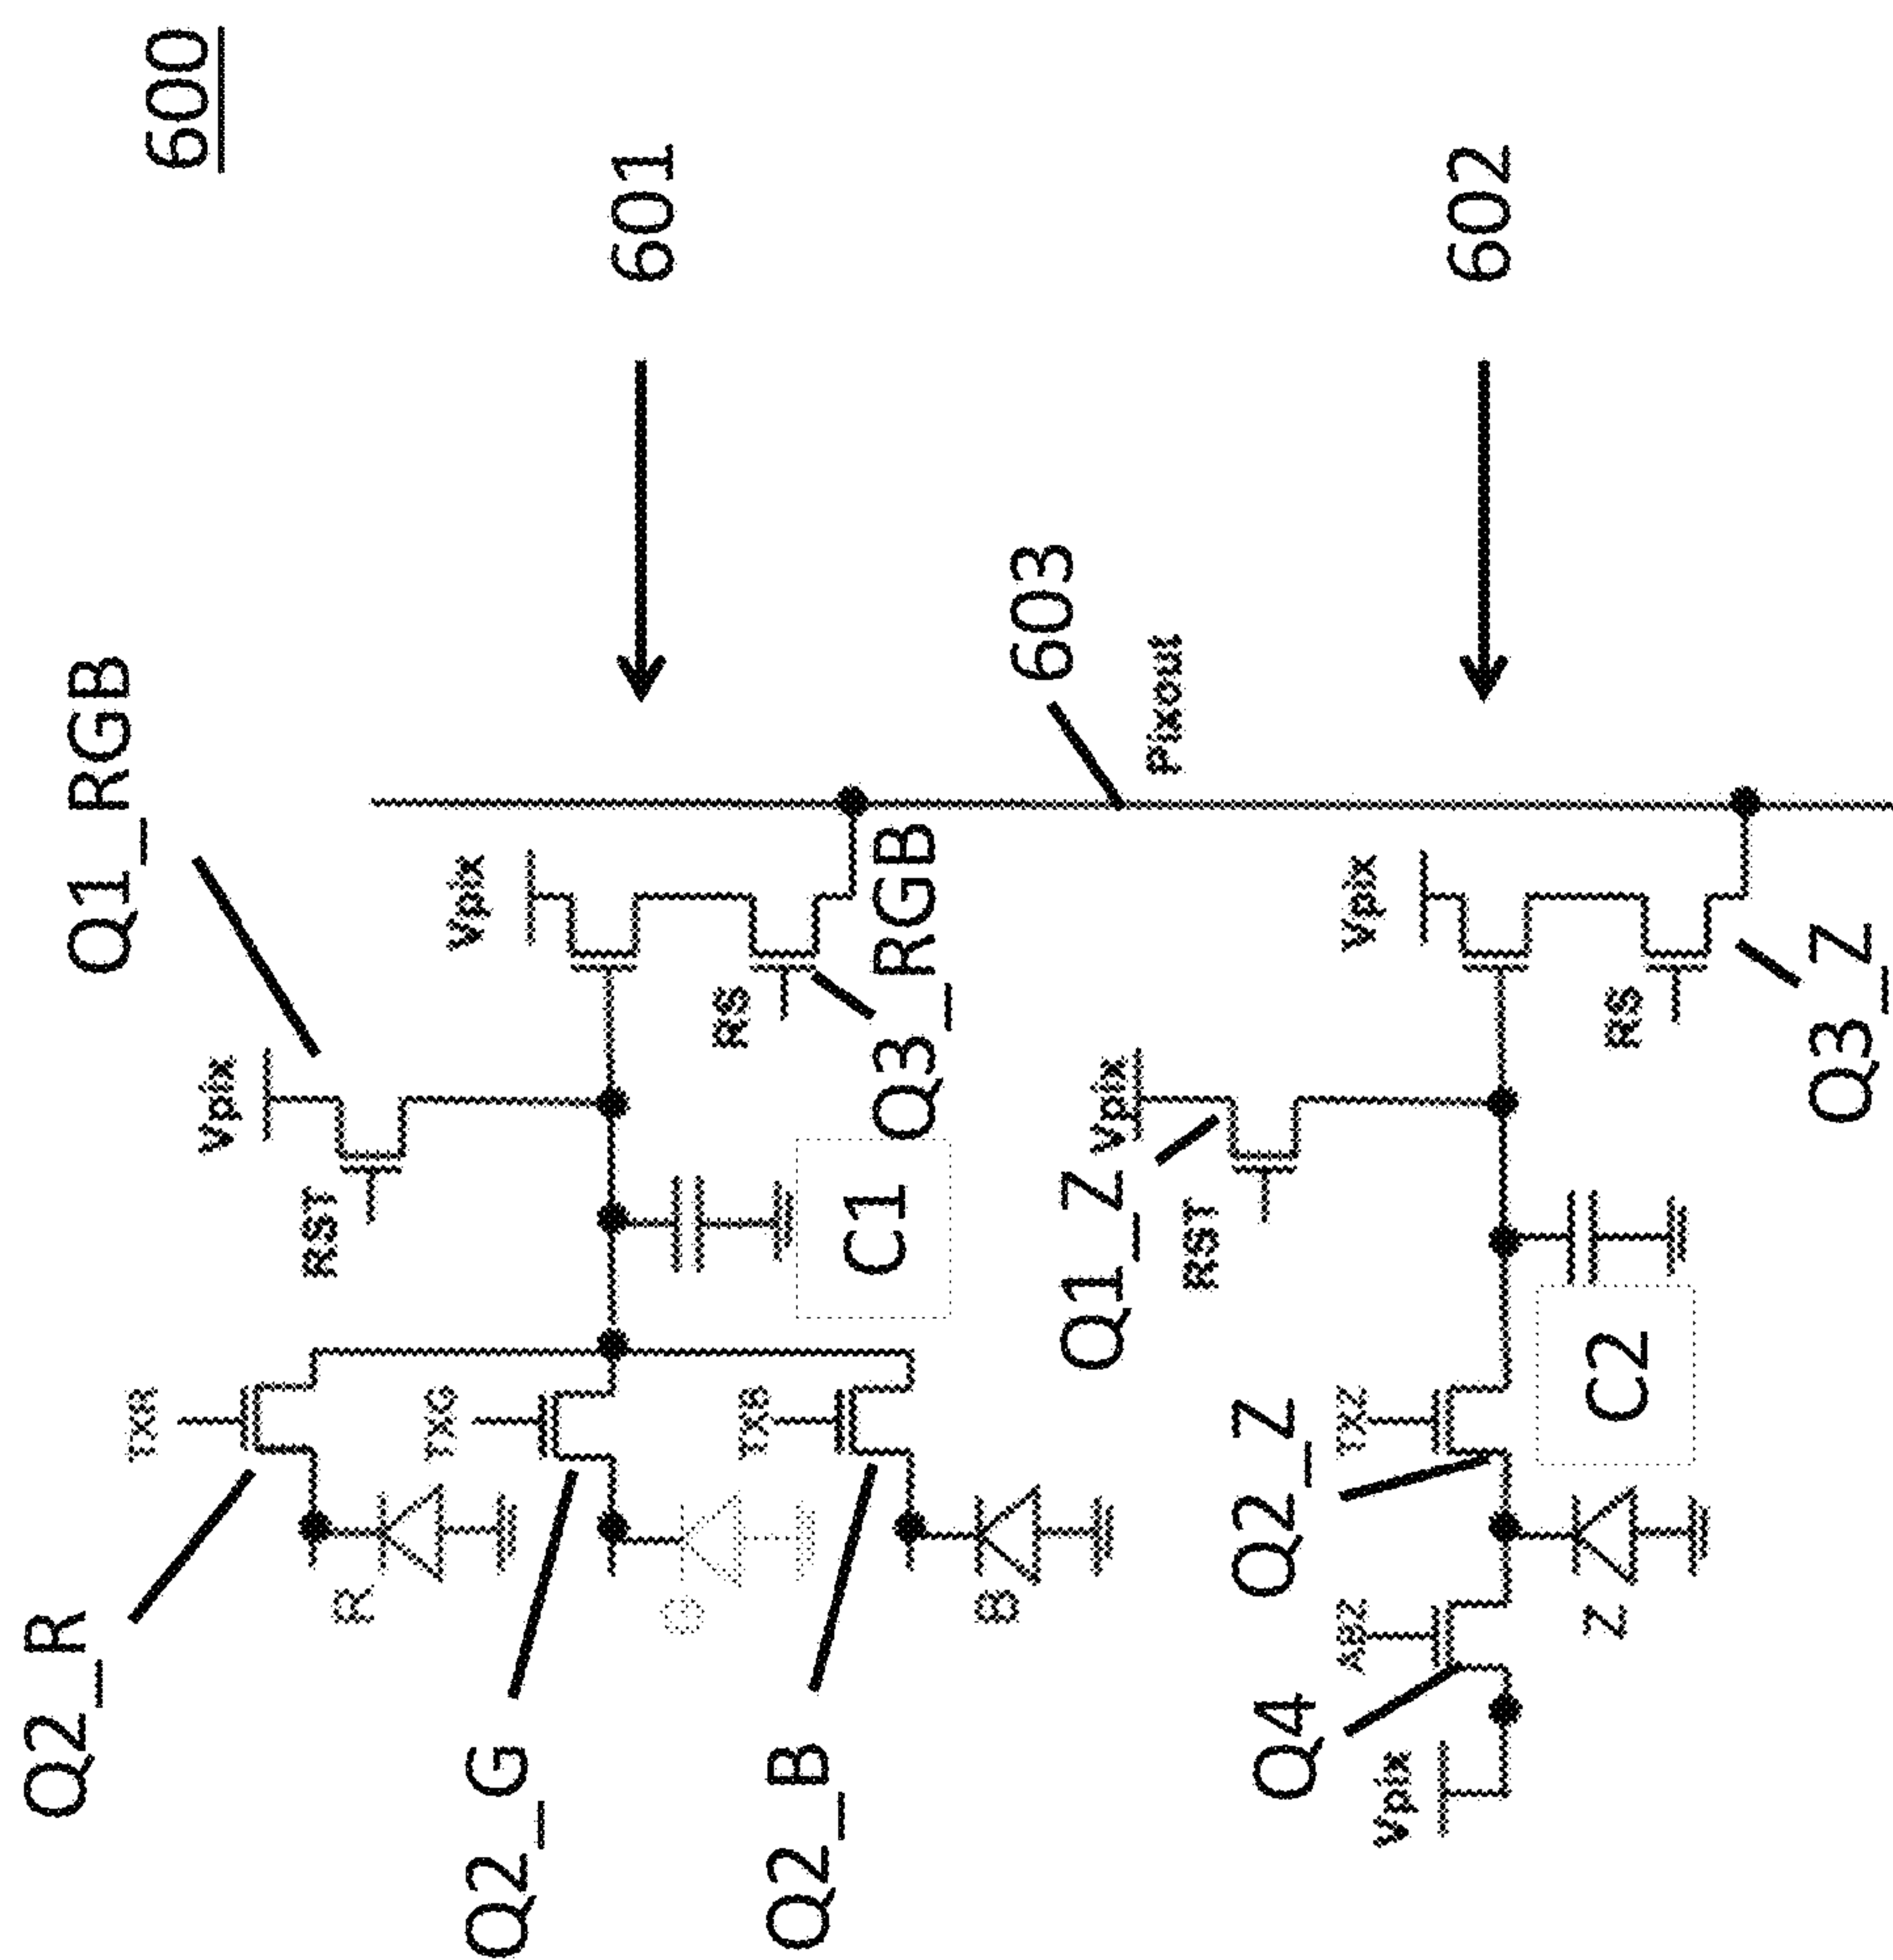 Q2_R
Q1_RGB
TXR
600
Vpix
RST
R
TXG
Vpix
Q2_G
601
G
RS
TXB
Q2_B
C1
Q3_RGB
B
603
Q1_Z
Vpix
Pixout
RST
Q2_Z
Q4
ABZ
TXZ
Vpix
Vpix
602
Z
C2
RS
Q3_Z